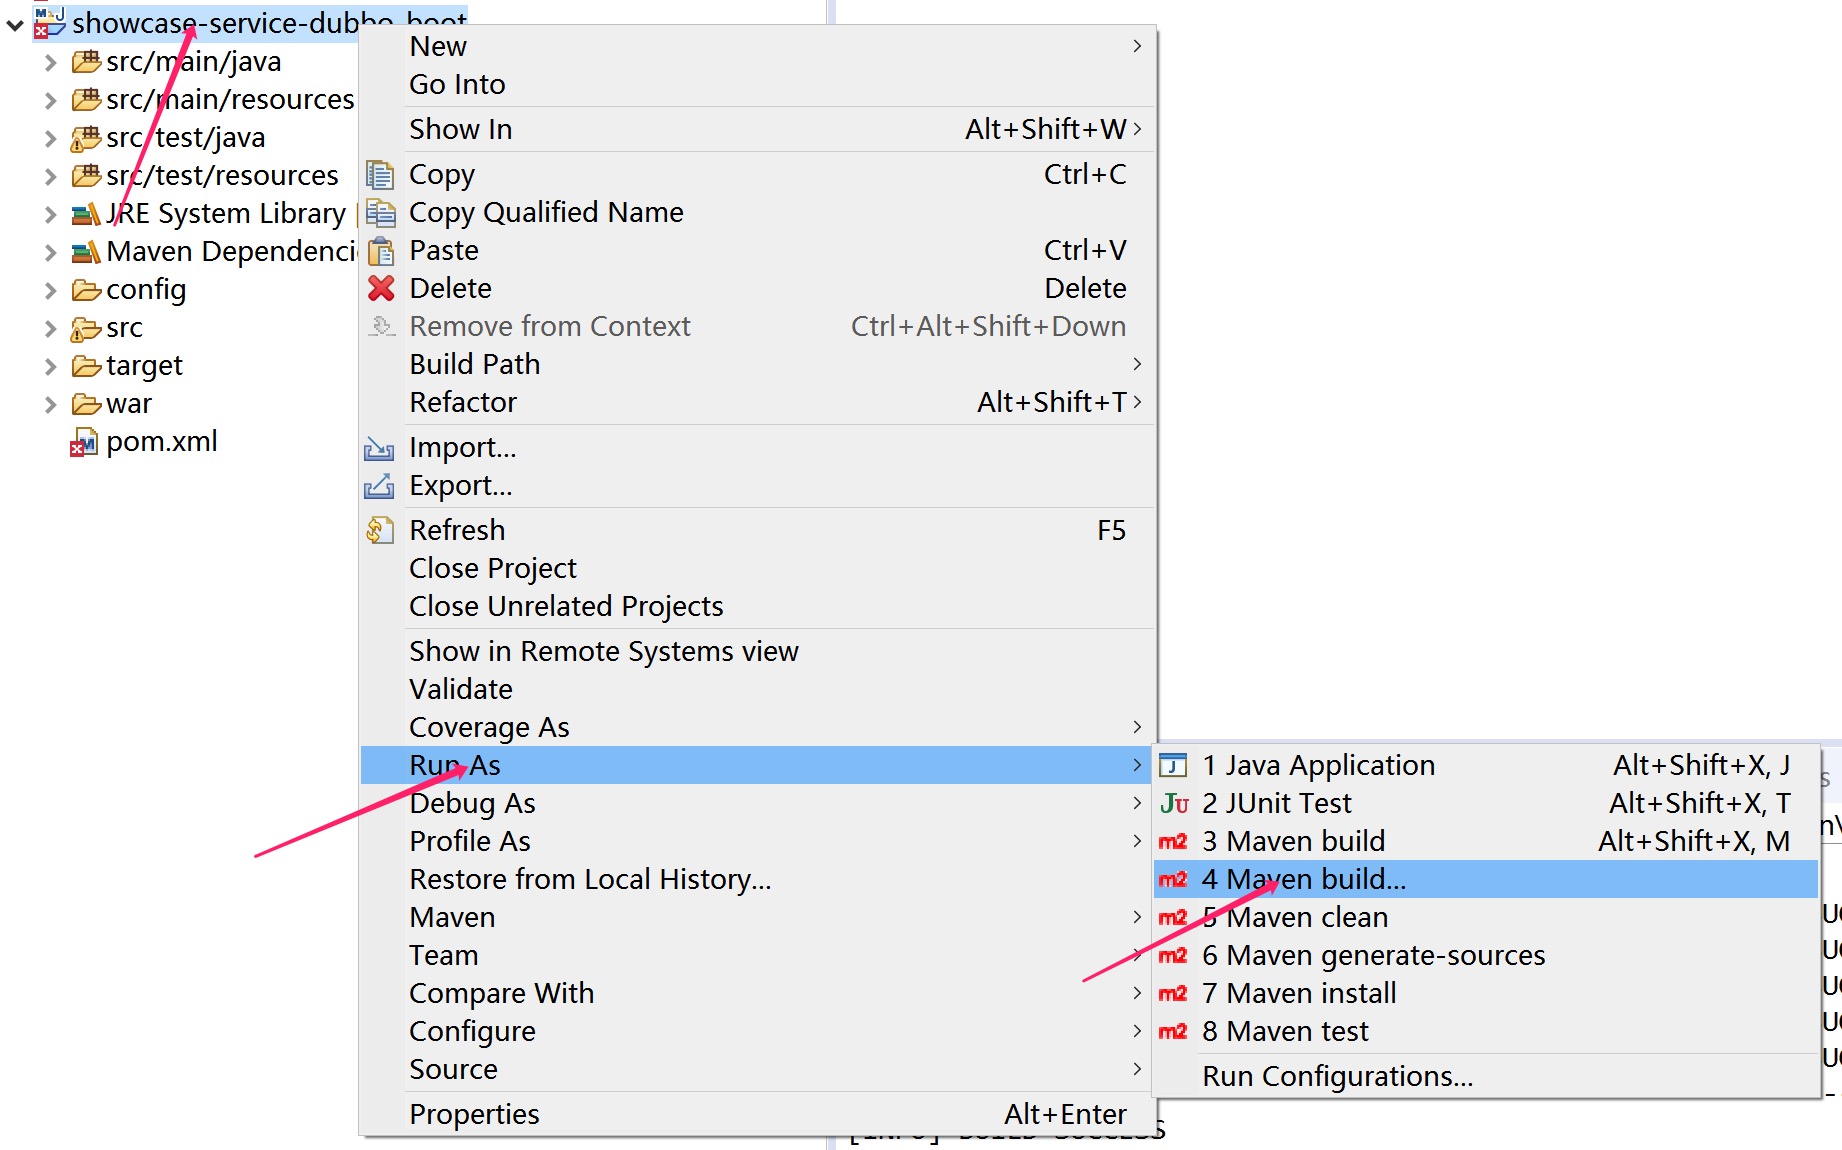 showcase-service-dubbo-boot
src/main/java
src/main/resources
src/test/java
src/test/resources
JRE System Library
Maven Dependenci
config
src
target
war
pom.xml
New
Go Into
Show In Alt+Shift+W
Copy Ctrl+C
Copy Qualified Name
Paste Ctrl+V
Delete Delete
Remove from Context Ctrl+Alt+Shift+Down
Build Path
Refactor Alt+Shift+T
Import...
Export...
Refresh F5
Close Project
Close Unrelated Projects
Show in Remote Systems view
Validate
Coverage As
Run As
Debug As
Profile As
Restore from Local History...
Maven
Team
Compare With
Configure
Source
Properties Alt+Enter
1 Java Application Alt+Shift+X, J
2 JUnit Test Alt+Shift+X, T
3 Maven build Alt+Shift+X, M
4 Maven build...
5 Maven clean
6 Maven generate-sources
7 Maven install
8 Maven test
Run Configurations...
[INFO] BUILD SUCCESS